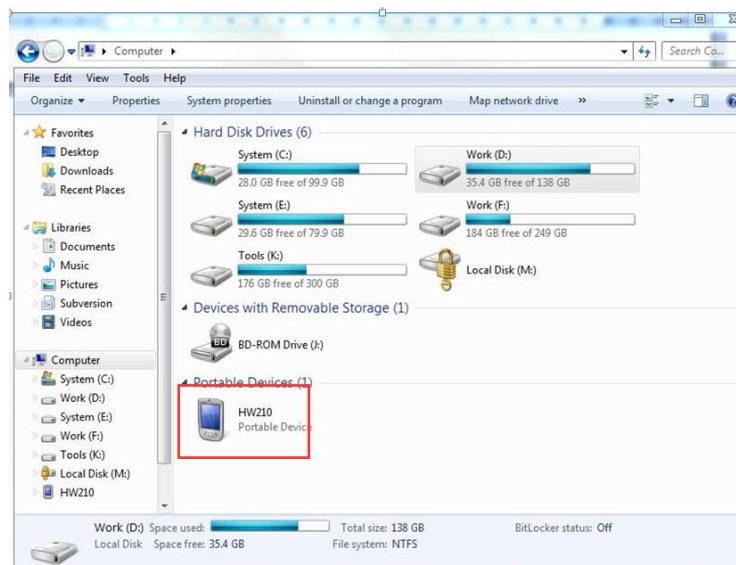 Computer
Search Co...
File Edit View Tools Help
Organize Properties System properties Uninstall or change a program Map network drive »
Favorites
Desktop
Downloads
Recent Places
Libraries
Documents
Music
Pictures
Subversion
Videos
Computer
System (C:)
Work (D:)
System (E:)
Work (F:)
Tools (K:)
Local Disk (M:)
HW210
Hard Disk Drives (6)
System (C:)
28.0 GB free of 99.9 GB
Work (D:)
35.4 GB free of 138 GB
System (E:)
29.6 GB free of 79.9 GB
Work (F:)
184 GB free of 249 GB
Tools (K:)
176 GB free of 300 GB
Local Disk (M:)
Devices with Removable Storage (1)
BD
BD-ROM Drive (J:)
Portable Devices (1)
HW210
Portable Device
Work (D:) Space used: Total size: 138 GB BitLocker status: Off
Local Disk Space free: 35.4 GB File system: NTFS